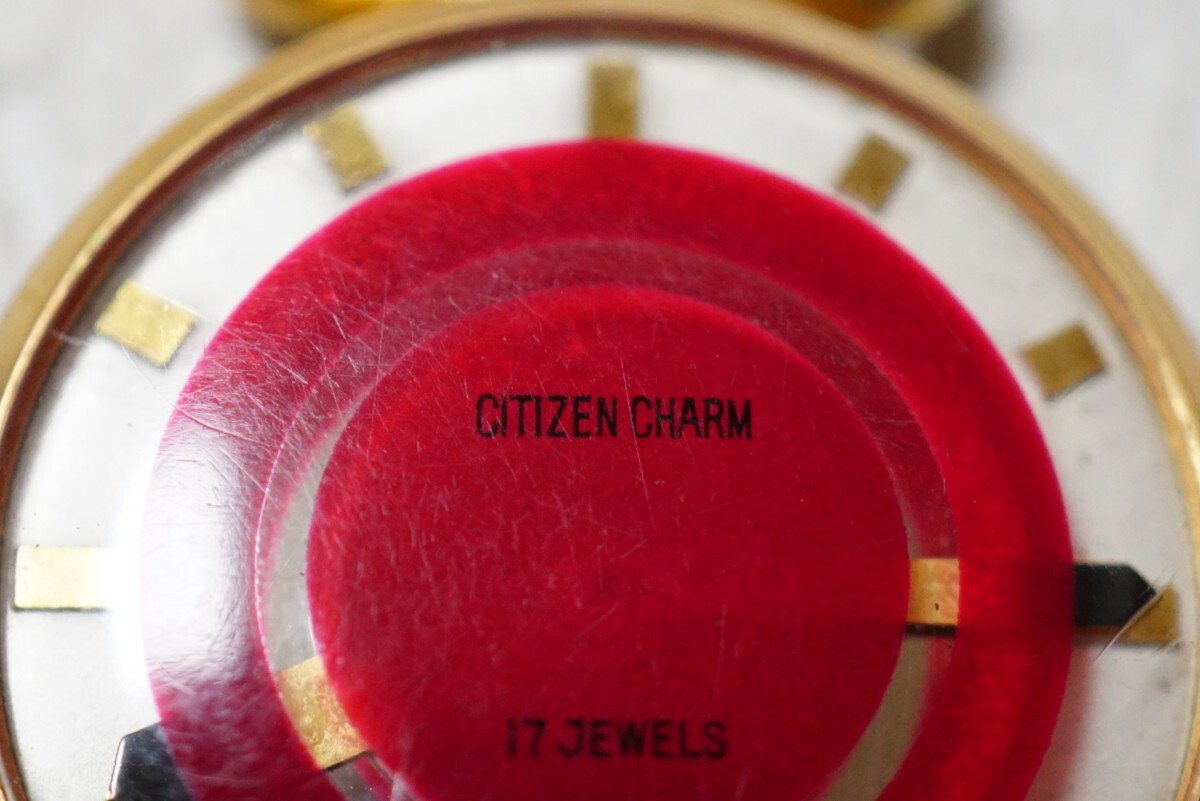 CITIZEN CHARM
17 JEWELS